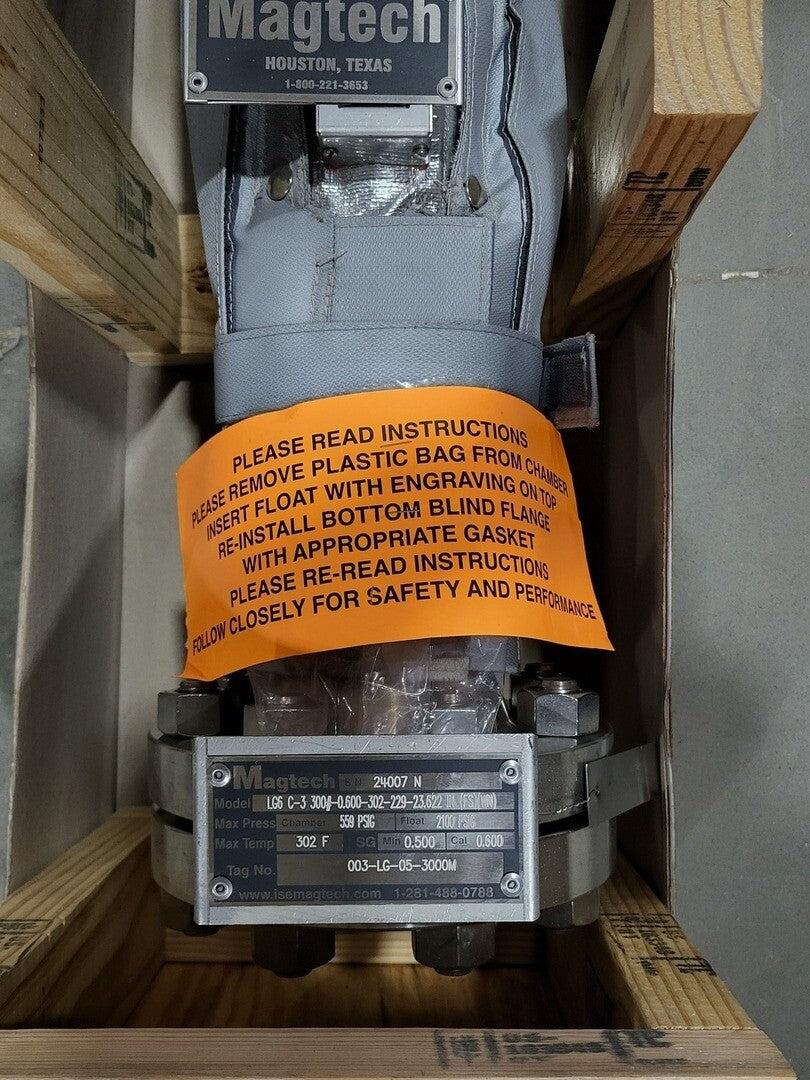 Magtech
HOUSTON, TEXAS
1-800-221-3653
PLEASE READ INSTRUCTIONS
PLEASE REMOVE PLASTIC BAG FROM CHAMBER
INSERT FLOAT WITH ENGRAVING ON TOP
RE-INSTALL BOTTOM BLIND FLANGE
WITH APPROPRIATE GASKET
PLEASE RE-READ INSTRUCTIONS
FOLLOW CLOSELY FOR SAFETY AND PERFORMANCE
Magtech S/N 24007 N
Model LG6 C-3 300#-0.600-302-229-23.622 (FS)(WN)
Max Press Chamber 559 PSIG Float 2100 PSIG
Max Temp 302 F SG Min 0.500 Cal 0.600
Tag No. 003-LG-05-3000M
www.isemagtech.com 1-281-488-0788